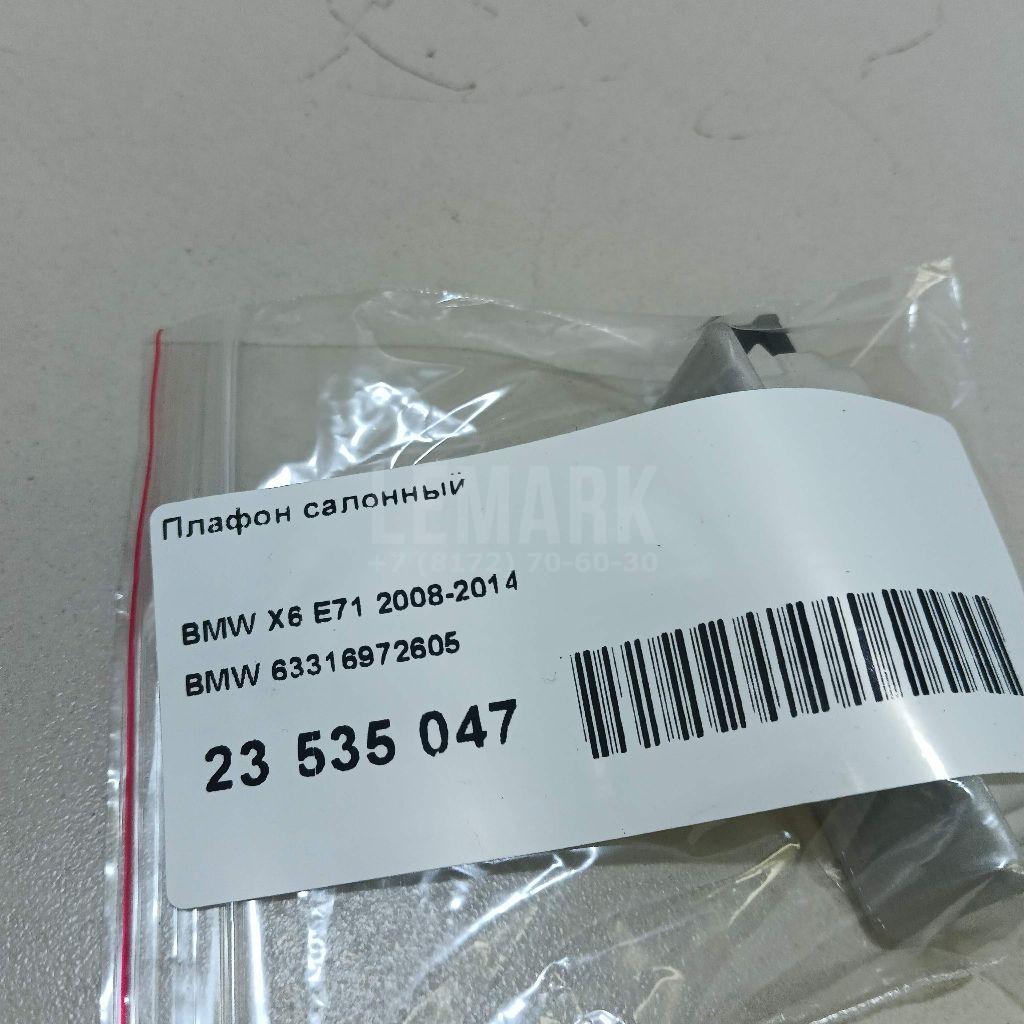 Плафон салонный
LEMARK
+7 (8172) 70-60-30
BMW X6 E71 2008-2014
BMW 63316972605
23 535 047